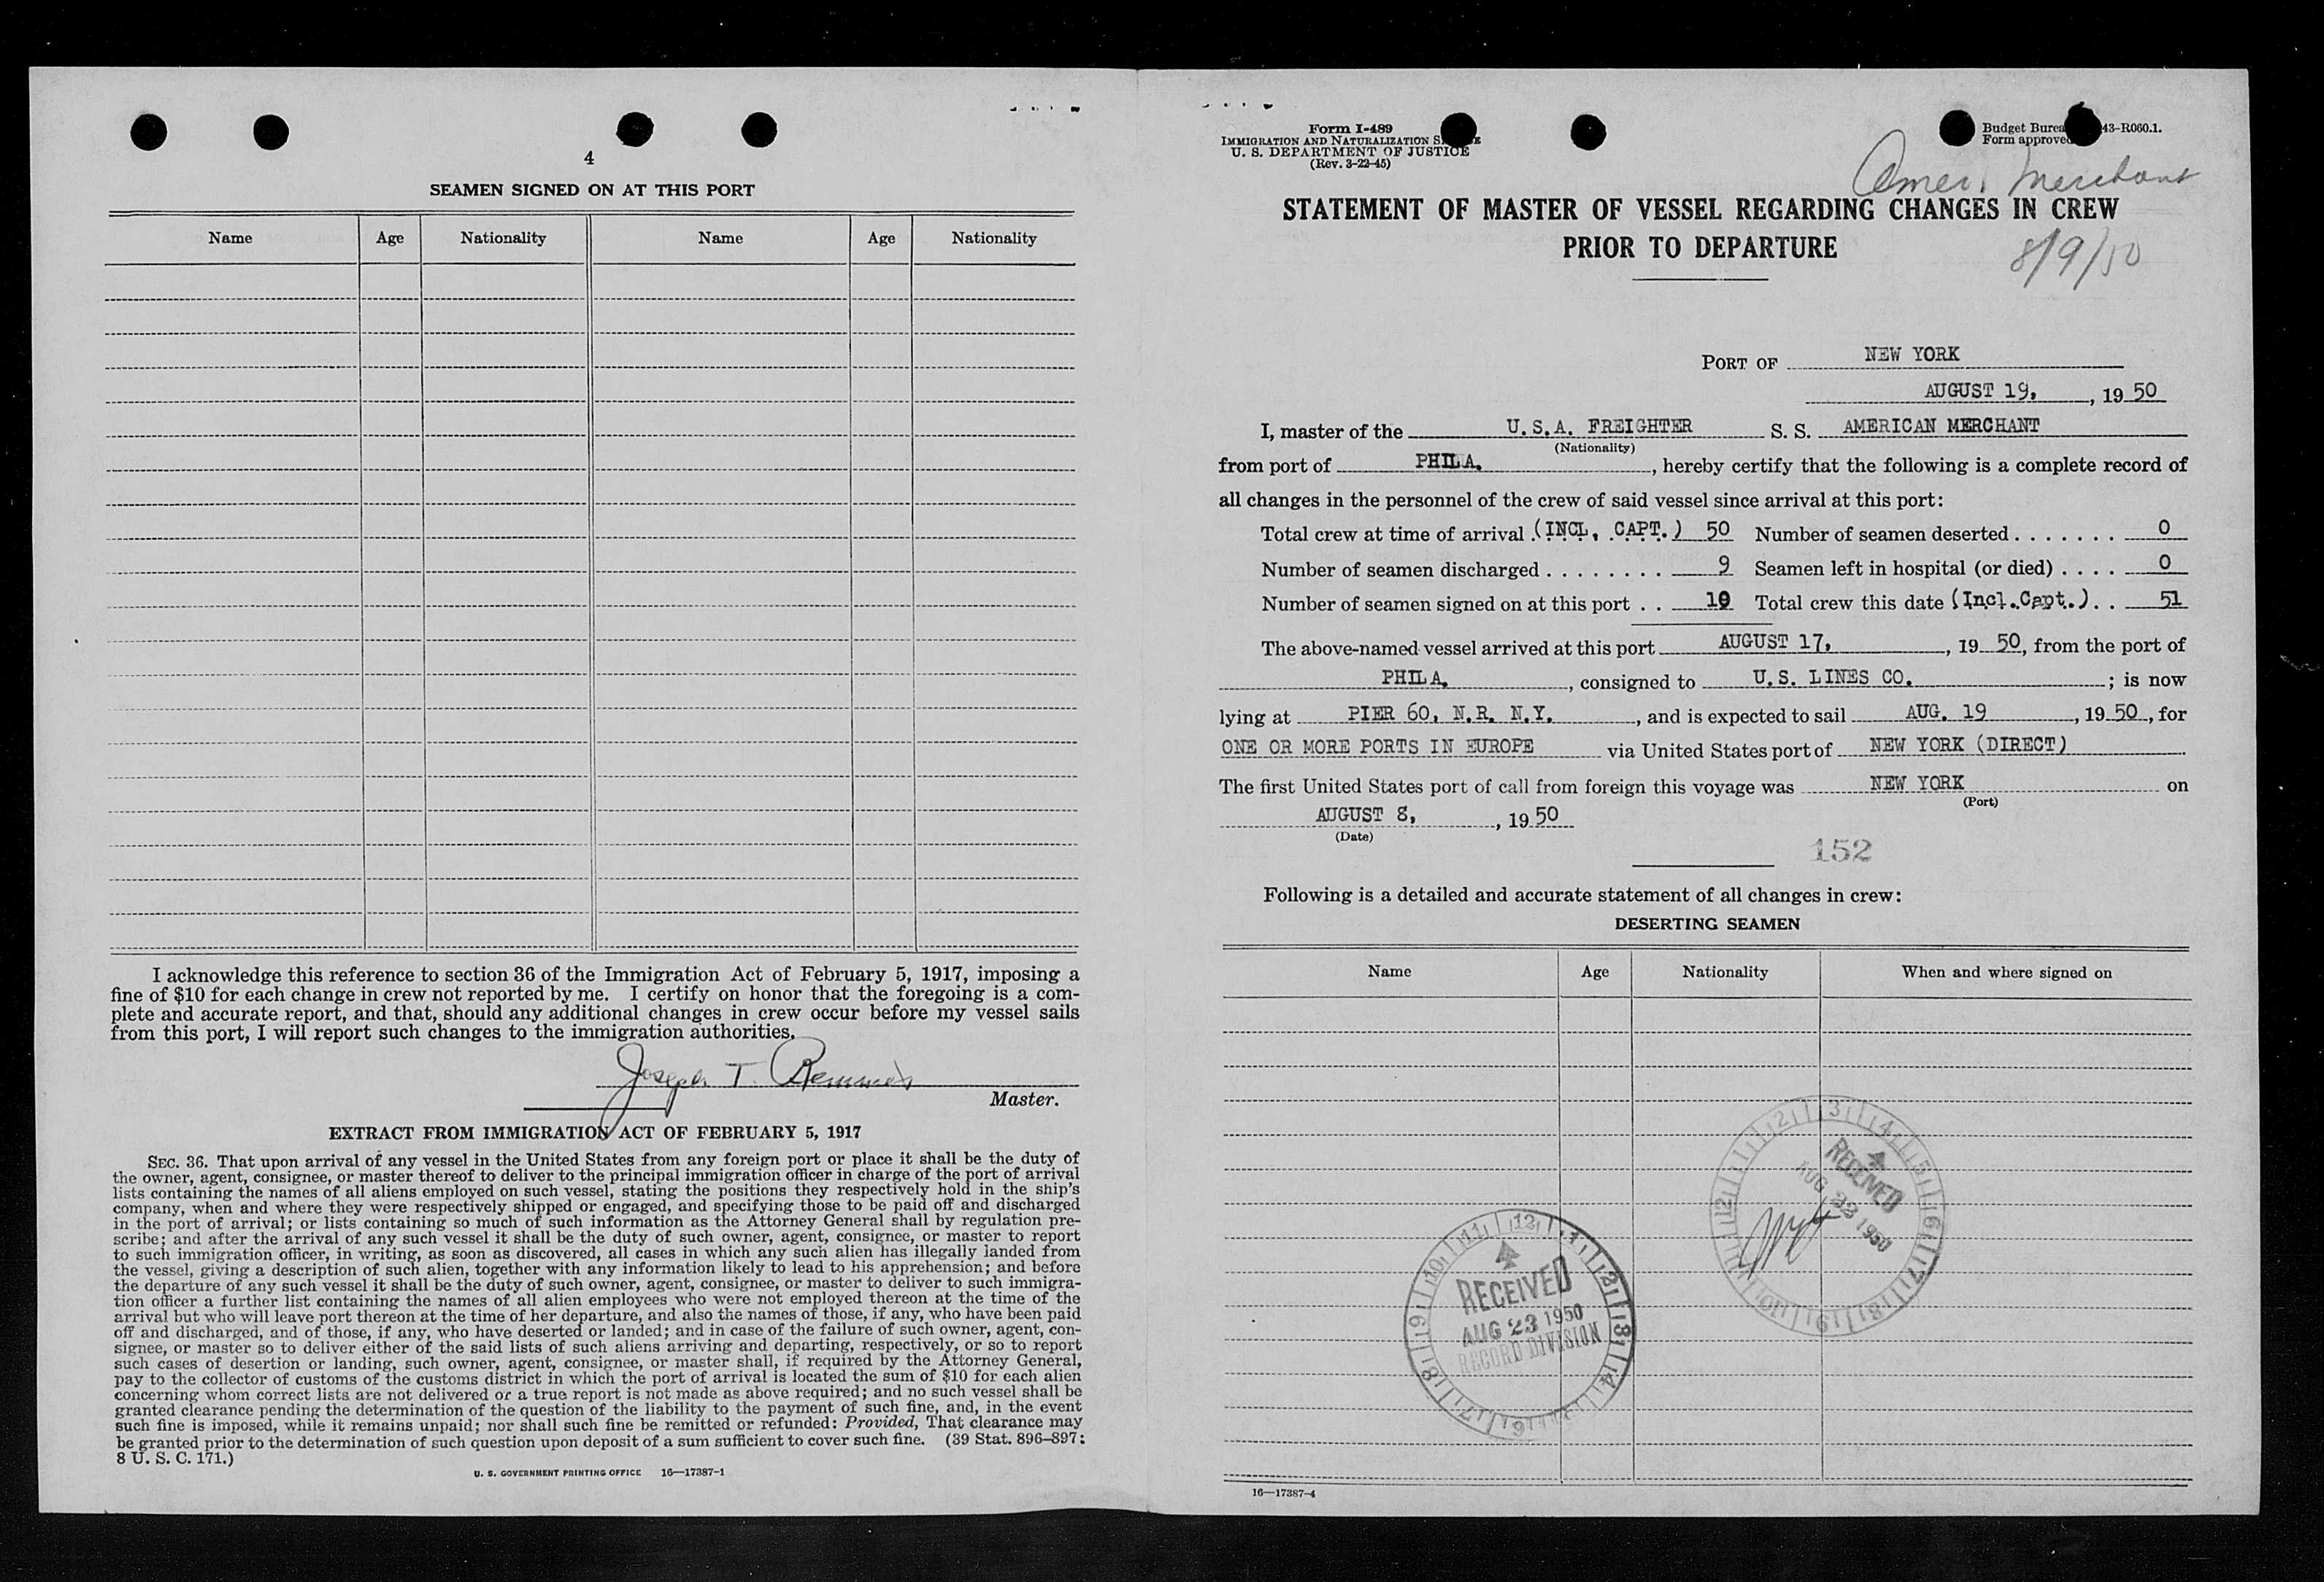 4
SEAMEN SIGNED ON AT THIS PORT
Name Age Nationality Name Age Nationality
I acknowledge this reference to section 36 of the Immigration Act of February 5, 1917, imposing a
fine of $10 for each change in crew not reported by me. I certify on honor that the foregoing is a com-
plete and accurate report, and that, should any additional changes in crew occur before my vessel sails
from this port, I will report such changes to the immigration authorities.
Joseph T.
Master.
EXTRACT FROM IMMIGRATION ACT OF FEBRUARY 5, 1917
SEC. 36. That upon arrival of any vessel in the United States from any foreign port or place it shall be the duty of
the owner, agent, consignee, or master thereof to deliver to the principal immigration officer in charge of the port of arrival
lists containing the names of all aliens employed on such vessel, stating the positions they respectively hold in the ship's
company, when and where they were respectively shipped or engaged, and specifying those to be paid off and discharged
in the port of arrival; or lists containing so much of such information as the Attorney General shall by regulation pre-
scribe; and after the arrival of any such vessel it shall be the duty of such owner, agent, consignee, or master to report
to such immigration officer, in writing, as soon as discovered, all cases in which any such alien has illegally landed from
the vessel, giving a description of such alien, together with any information likely to lead to his apprehension; and before
the departure of any such vessel it shall be the duty of such owner, agent, consignee, or master to deliver to such immigra-
tion officer a further list containing the names of all alien employees who were not employed thereon at the time of the
arrival but who will leave port thereon at the time of her departure, and also the names of those, if any, who have been paid
off and discharged, and of those, if any, who have deserted or landed; and in case of the failure of such owner, agent, con-
signee, or master so to deliver either of the said lists of such aliens arriving and departing, respectively, or so to report
such cases of desertion or landing, such owner, agent, consignee, or master shall, if required by the Attorney General,
pay to the collector of customs of the customs district in which the port of arrival is located the sum of $10 for each alien
concerning whom correct lists are not delivered or a true report is not made as above required; and no such vessel shall be
granted clearance pending the determination of the question of the liability to the payment of such fine, and, in the event
such fine is imposed, while it remains unpaid; nor shall such fine be remitted or refunded: Provided, That clearance may
be granted prior to the determination of such question upon deposit of a sum sufficient to cover such fine. (39 Stat. 896–897;
8 U. S. C. 171.)
U. S. GOVERNMENT PRINTING OFFICE 16—17387-1
Form I-489
IMMIGRATION AND NATURALIZATION
U. S. DEPARTMENT OF JUSTICE
(Rev. 3-22-45)
Budget 43-R060.1.
Form approved
Amer. Merchant
STATEMENT OF MASTER OF VESSEL REGARDING CHANGES IN CREW
PRIOR TO DEPARTURE
8/9/50
PORT OF NEW YORK
AUGUST 19, , 19 50
I, master of the U.S.A. FREIGHTER S. S. AMERICAN MERCHANT
(Nationality)
from port of PHILA. , hereby certify that the following is a complete record of
all changes in the personnel of the crew of said vessel since arrival at this port:
Total crew at time of arrival (INCL. CAPT.) 50 Number of seamen deserted . . . . . . . 0
Number of seamen discharged . . . . . . . . 9 Seamen left in hospital (or died) . . . . 0
Number of seamen signed on at this port . . 10 Total crew this date (Incl. Capt.) . . 51
The above-named vessel arrived at this port AUGUST 17, , 19 50, from the port of
PHILA. , consigned to U.S. LINES CO. ; is now
lying at PIER 60, N.R. N.Y. , and is expected to sail AUG. 19 , 19 50, for
ONE OR MORE PORTS IN EUROPE via United States port of NEW YORK (DIRECT)
The first United States port of call from foreign this voyage was NEW YORK on
(Port)
AUGUST 8, , 19 50
(Date)
152
Following is a detailed and accurate statement of all changes in crew:
DESERTING SEAMEN
Name Age Nationality When and where signed on
RECEIVED
AUG 22 1950
RECEIVED
AUG 23 1950
RECORD DIVISION
16—17387-4